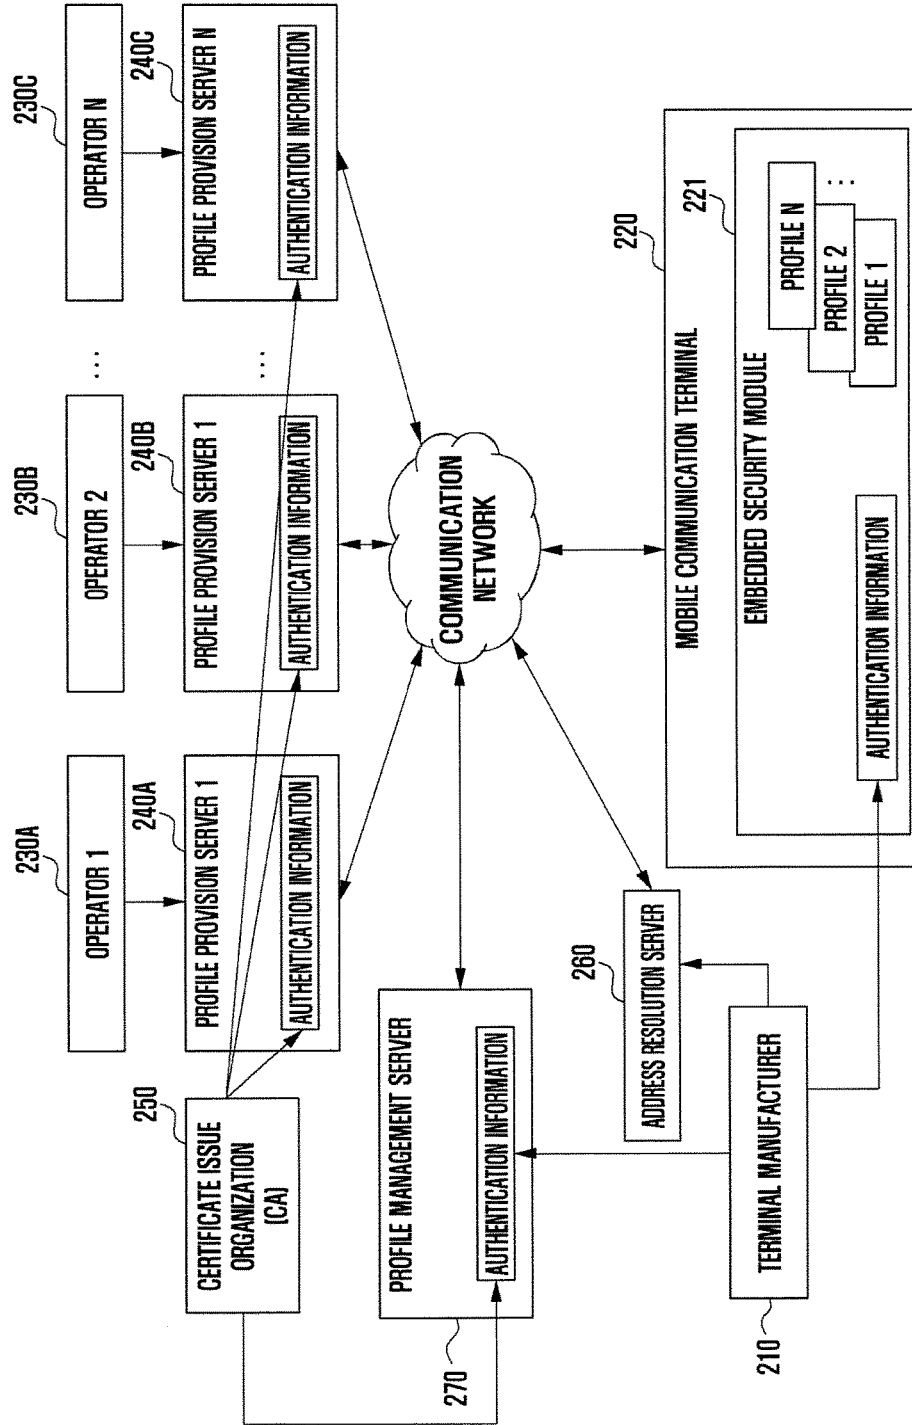 230A
OPERATOR 1
230B
OPERATOR 2
...
230C
OPERATOR N
250
CERTIFICATE ISSUE
ORGANIZATION
[CA]
240A
PROFILE PROVISION SERVER 1
AUTHENTICATION INFORMATION
240B
PROFILE PROVISION SERVER 1
AUTHENTICATION INFORMATION
...
240C
PROFILE PROVISION SERVER N
AUTHENTICATION INFORMATION
270
PROFILE MANAGEMENT SERVER
AUTHENTICATION INFORMATION
COMMUNICATION
NETWORK
260
ADDRESS RESOLUTION SERVER
210
TERMINAL MANUFACTURER
220
MOBILE COMMUNICATION TERMINAL
221
EMBEDDED SECURITY MODULE
AUTHENTICATION INFORMATION
PROFILE N
PROFILE 2
PROFILE 1
...